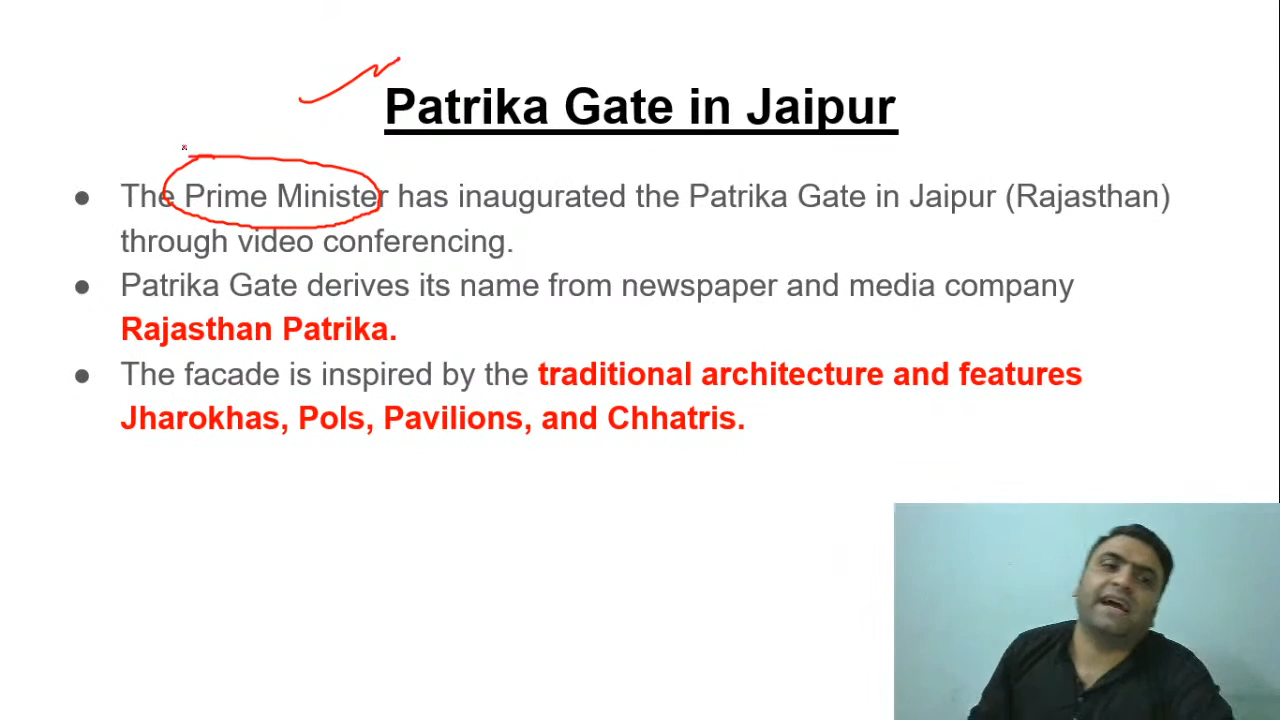 Patrika Gate in Jaipur
● The Prime Minister has inaugurated the Patrika Gate in Jaipur (Rajasthan)
through video conferencing.
● Patrika Gate derives its name from newspaper and media company
Rajasthan Patrika.
● The facade is inspired by the traditional architecture and features
Jharokhas, Pols, Pavilions, and Chhatris.